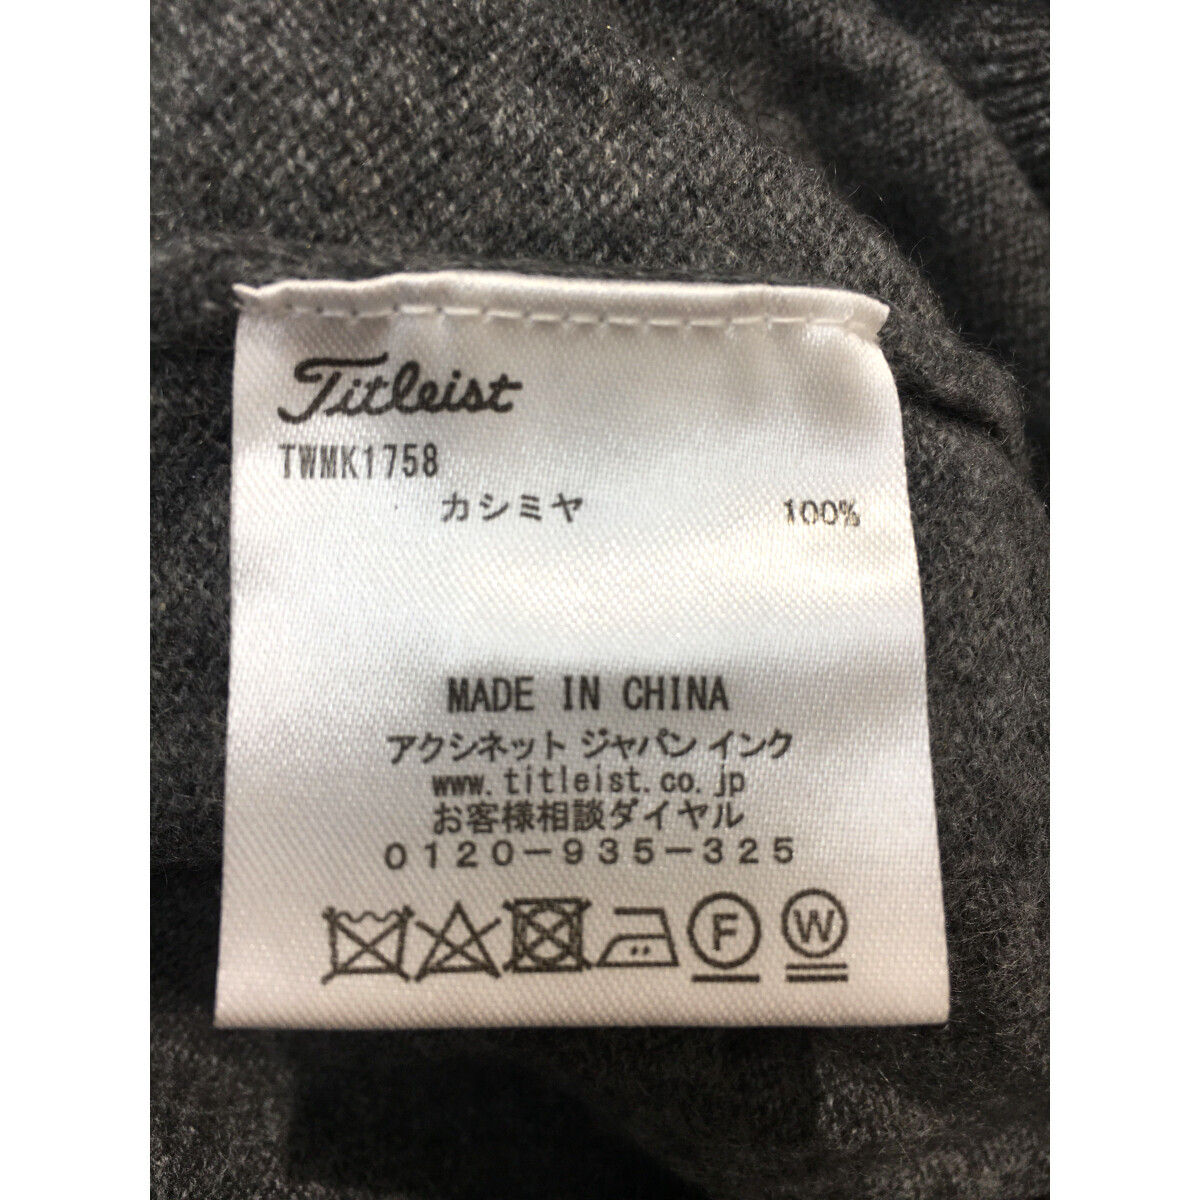 Titleist
TWMK1758
カシミヤ 100%
MADE IN CHINA
アクシネット ジャパン インク
www.titleist.co.jp
お客様相談ダイヤル
0120-935-325
F W